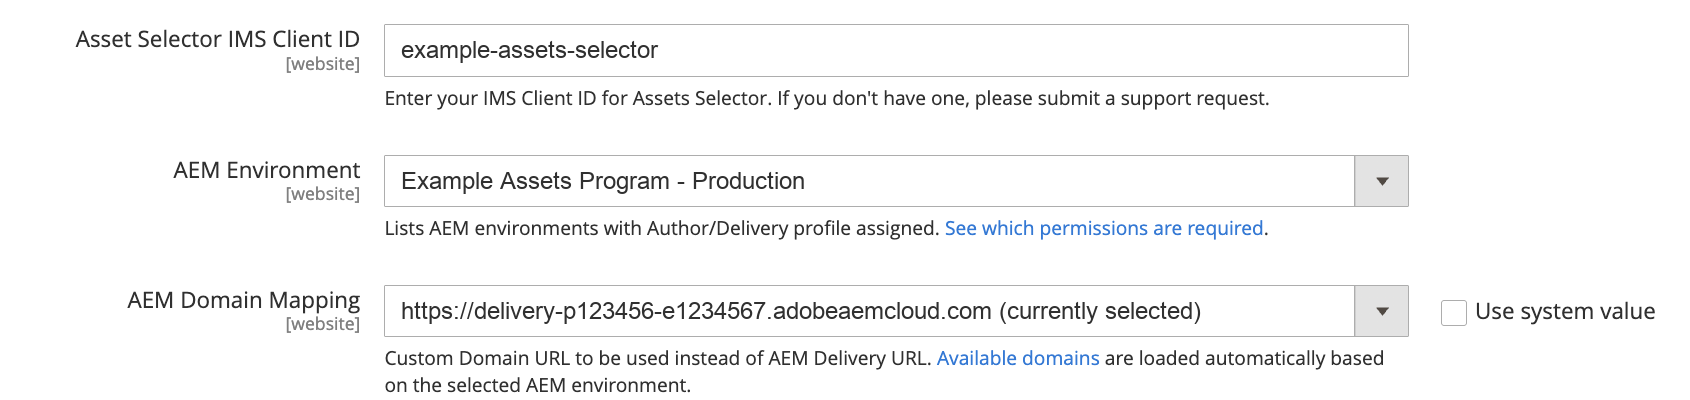 Asset Selector IMS Client ID
[website]
example-assets-selector
Enter your IMS Client ID for Assets Selector. If you don't have one, please submit a support request.
AEM Environment
[website]
Example Assets Program - Production
Lists AEM environments with Author/Delivery profile assigned. See which permissions are required.
AEM Domain Mapping
[website]
https://delivery-p123456-e1234567.adobeaemcloud.com (currently selected)
Use system value
Custom Domain URL to be used instead of AEM Delivery URL. Available domains are loaded automatically based
on the selected AEM environment.